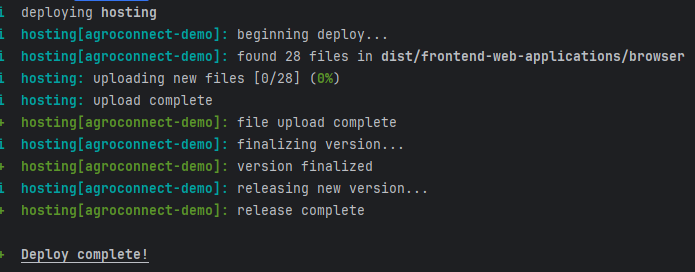 i deploying hosting
i hosting[agroconnect-demo]: beginning deploy...
i hosting[agroconnect-demo]: found 28 files in dist/frontend-web-applications/browser
i hosting: uploading new files [0/28] (0%)
i hosting: upload complete
+ hosting[agroconnect-demo]: file upload complete
i hosting[agroconnect-demo]: finalizing version...
+ hosting[agroconnect-demo]: version finalized
i hosting[agroconnect-demo]: releasing new version...
+ hosting[agroconnect-demo]: release complete
+ Deploy complete!